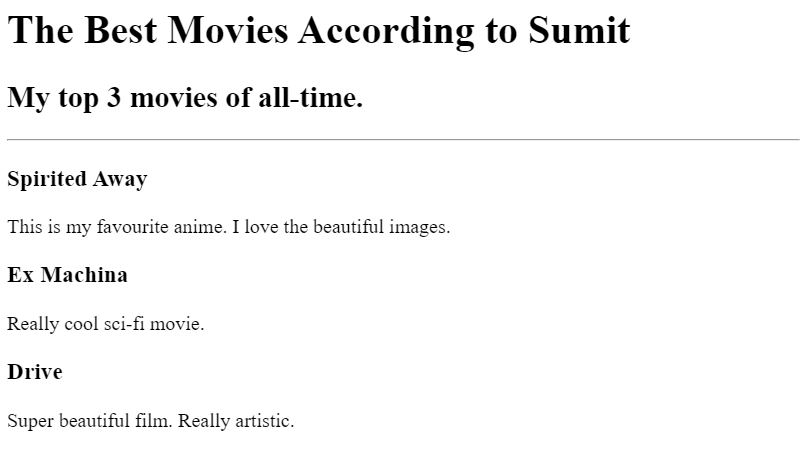 The Best Movies According to Sumit
My top 3 movies of all-time.
Spirited Away
This is my favourite anime. I love the beautiful images.
Ex Machina
Really cool sci-fi movie.
Drive
Super beautiful film. Really artistic.